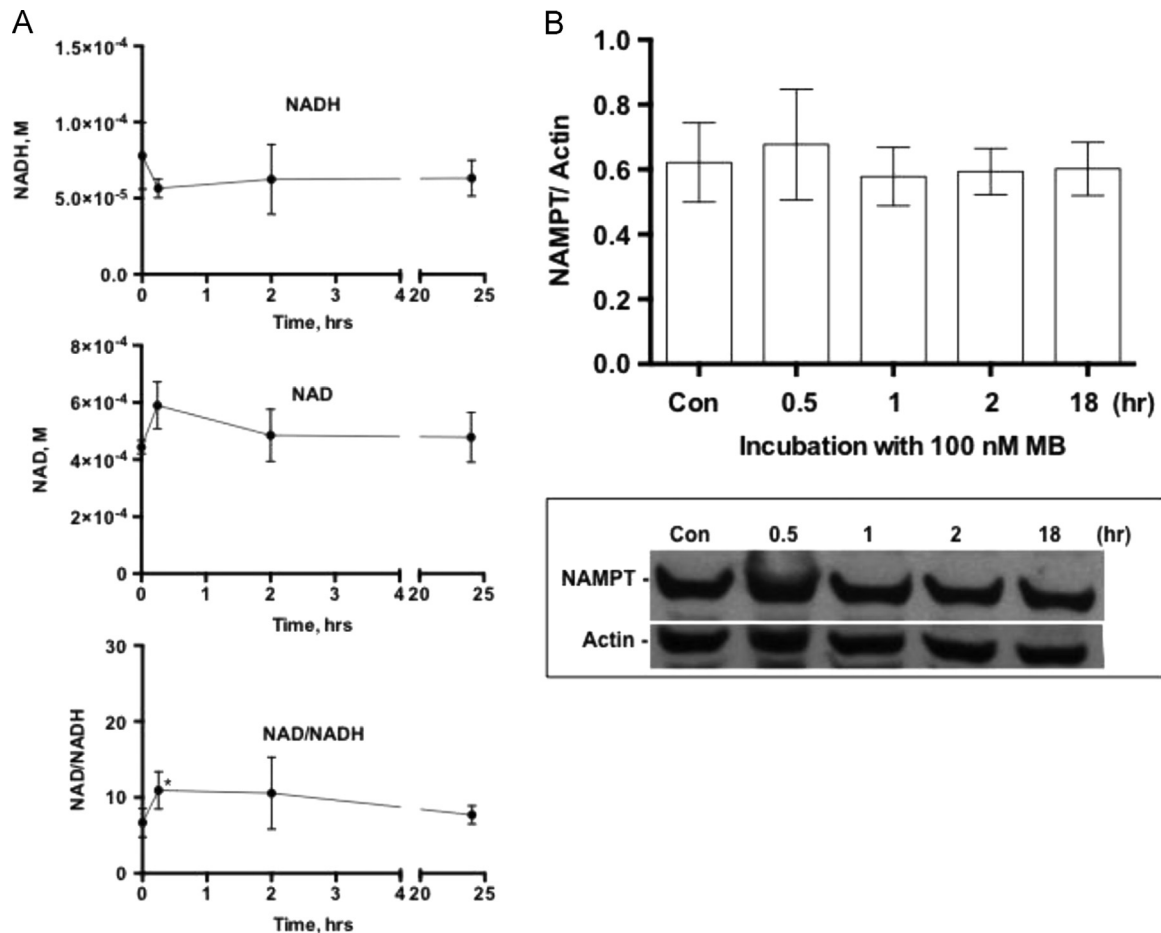 A
1.5×10-4
1.0×10-4
5.0×10-5
0.0
NADH, M
NADH
0 1 2 3 4 20 25
Time, hrs
8×10-4
6×10-4
4×10-4
2×10-4
0
NAD, M
NAD
0 1 2 3 4 20 25
Time, hrs
30
20
10
0
NAD/NADH
NAD/NADH
*
0 1 2 3 4 20 25
Time, hrs
B
1.0
0.8
0.6
0.4
0.2
0.0
NAMPT/ Actin
Con 0.5 1 2 18 (hr)
Incubation with 100 nM MB
Con 0.5 1 2 18 (hr)
NAMPT -
Actin -